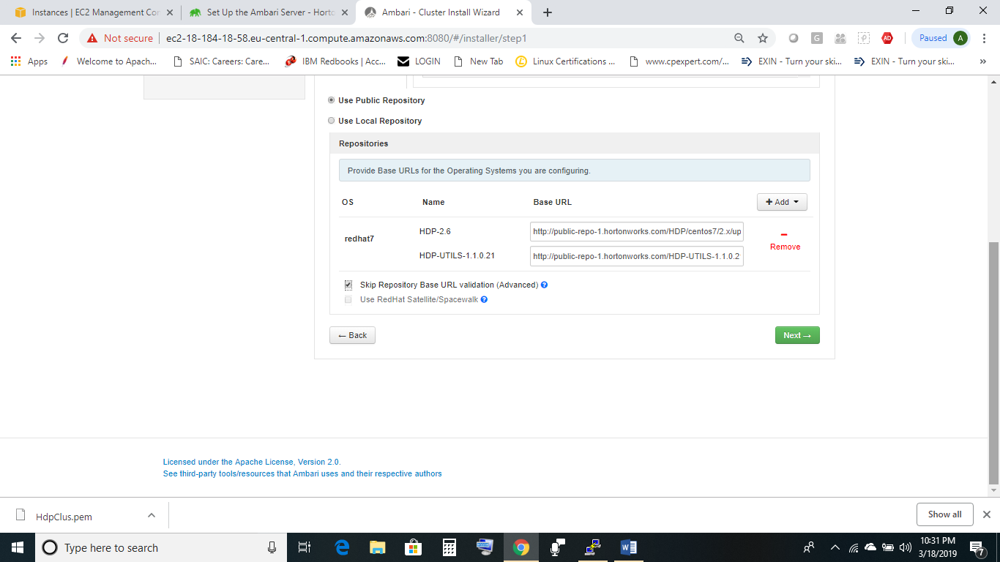 Instances | EC2 Management Con
Set Up the Ambari Server - Horto
Ambari - Cluster Install Wizard
Not secure
ec2-18-184-18-58.eu-central-1.compute.amazonaws.com:8080/#/installer/step1
G
AD
Paused
A
Apps
Welcome to Apach...
SAIC: Careers: Care...
IBM Redbooks | Acc...
LOGIN
New Tab
Linux Certifications ...
www.cpexpert.com/...
EXIN - Turn your ski...
EXIN - Turn your ski...
»
Use Public Repository
Use Local Repository
Repositories
Provide Base URLs for the Operating Systems you are configuring.
OS Name Base URL + Add
redhat7
HDP-2.6 http://public-repo-1.hortonworks.com/HDP/centos7/2.x/up
HDP-UTILS-1.1.0.21 http://public-repo-1.hortonworks.com/HDP-UTILS-1.1.0.2
Remove
Skip Repository Base URL validation (Advanced) ?
Use RedHat Satellite/Spacewalk ?
← Back
Next →
Licensed under the Apache License, Version 2.0.
See third-party tools/resources that Ambari uses and their respective authors
HdpClus.pem
Show all
Type here to search
10:31 PM
3/18/2019
7